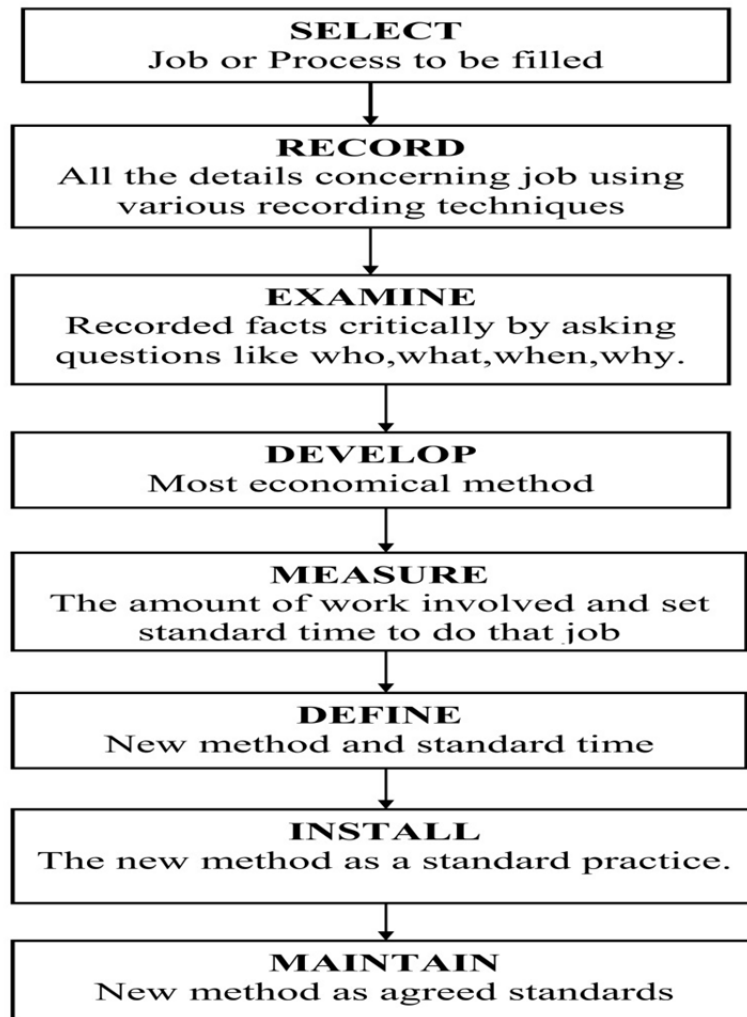 SELECT
Job or Process to be filled
RECORD
All the details concerning job using
various recording techniques
EXAMINE
Recorded facts critically by asking
questions like who,what,when,why.
DEVELOP
Most economical method
MEASURE
The amount of work involved and set
standard time to do that job
DEFINE
New method and standard time
INSTALL
The new method as a standard practice.
MAINTAIN
New method as agreed standards